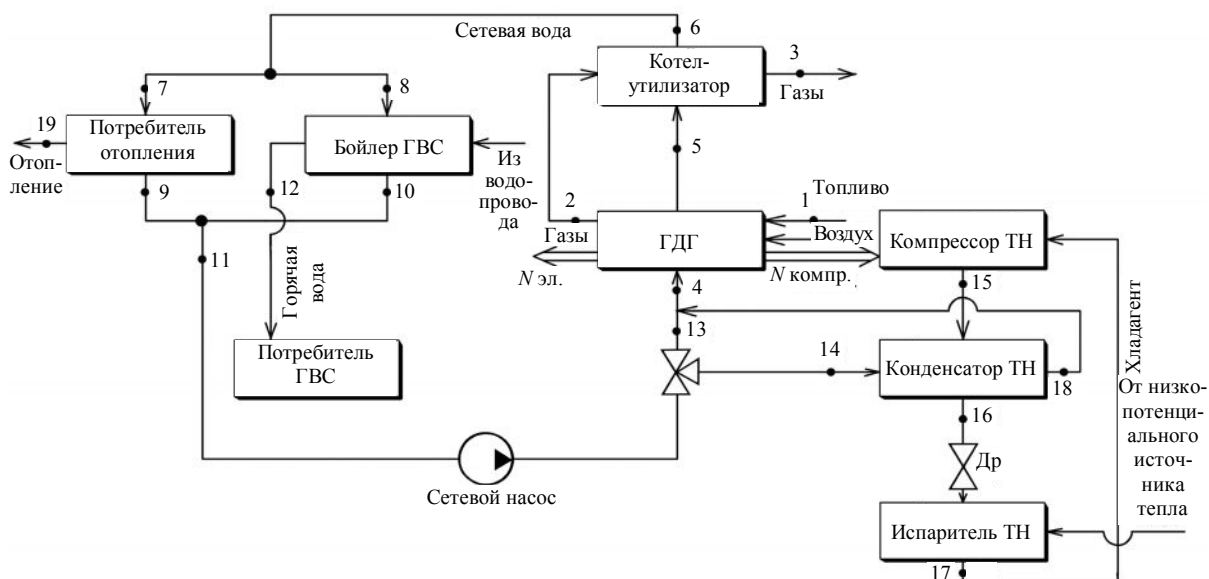 6
Сетевая вода
3
Котел-
утилизатор
Газы
7
8
19
Потребитель
отопления
Бойлер ГВС
Отоп-
ление
Из
водо-
провода
5
9
12
10
2
Газы
1
Топливо
ГДГ
Воздух
Компрессор ТН
N эл.
N компр.
11
4
15
Горячая
вода
13
Хладагент
Потребитель
ГВС
14
Конденсатор ТН
18
16
От низко-
потенци-
ального
источ-
ника
тепла
Др
Сетевой насос
Испаритель ТН
17